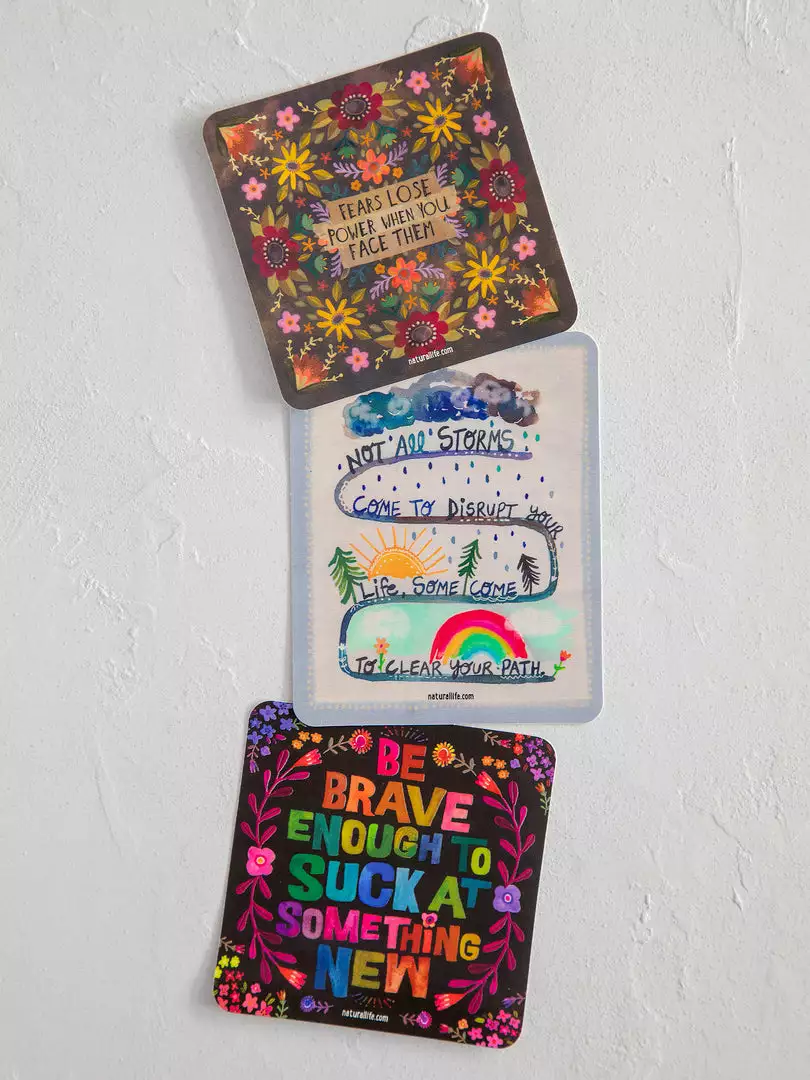 FEARS LOSE
POWER WHEN YOU
FACE THEM
naturallife.com
NOT All STORMS
COME TO DISRUPT YOUR
Life, SOME COME
TO CLEAR YOUR PATH.
naturallife.com
BE
BRAVE
ENOUGH TO
SUCK AT
SOMETHING
NEW
naturallife.com